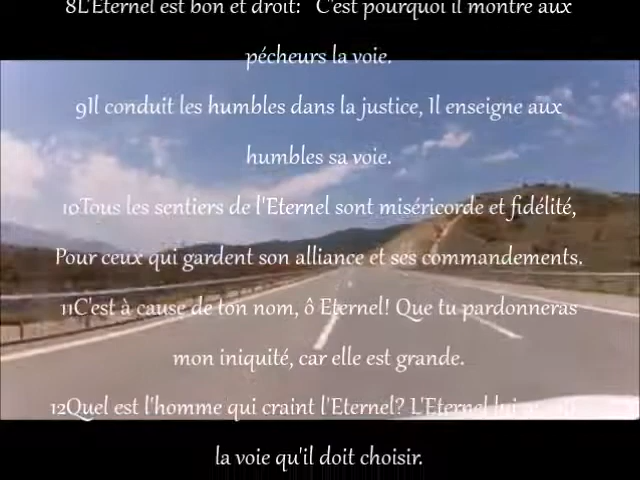 8L'Eternel est bon et droit: C'est pourquoi il montre aux
pécheurs la voie.
9Il conduit les humbles dans la justice, Il enseigne aux
humbles sa voie.
10Tous les sentiers de l'Eternel sont miséricorde et fidélité,
Pour ceux qui gardent son alliance et ses commandements.
11C'est à cause de ton nom, ô Eternel! Que tu pardonneras
mon iniquité, car elle est grande.
12Quel est l'homme qui craint l'Eternel? L'Eternel lui
la voie qu'il doit choisir.